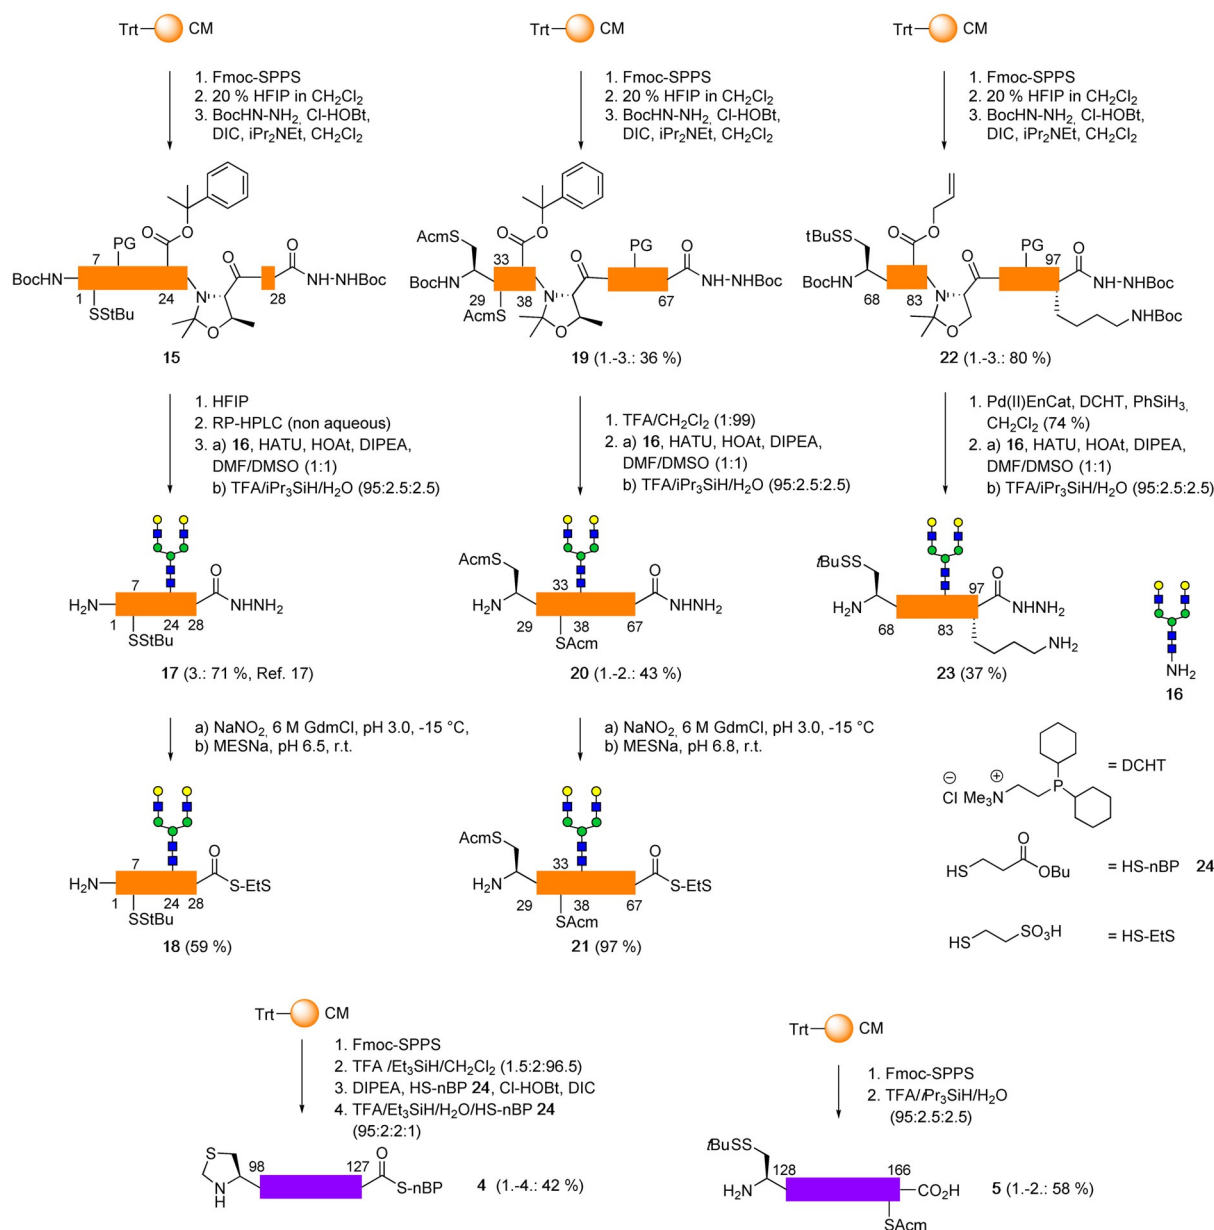 Trt CM
1. Fmoc-SPPS
2. 20 % HFIP in CH2Cl2
3. BocHN-NH2, Cl-HOBt,
DIC, iPr2NEt, CH2Cl2
O
O
PG
7
BocHN
O
O
NH-NHBoc
1
24
28
SStBu
N
O
15
1. HFIP
2. RP-HPLC (non aqueous)
3. a) 16, HATU, HOAt, DIPEA,
DMF/DMSO (1:1)
b) TFA/iPr3SiH/H2O (95:2.5:2.5)
7
O
H2N
NHNH2
1
24
28
SStBu
17 (3.: 71 %, Ref. 17)
a) NaNO2, 6 M GdmCl, pH 3.0, -15 °C,
b) MESNa, pH 6.5, r.t.
7
O
H2N
S-EtS
1
24
28
SStBu
18 (59 %)
Trt CM
1. Fmoc-SPPS
2. 20 % HFIP in CH2Cl2
3. BocHN-NH2, Cl-HOBt,
DIC, iPr2NEt, CH2Cl2
AcmS
33
O
O
O
PG
O
BocHN
NH-NHBoc
29
38
67
AcmS
N
O
19 (1.-3.: 36 %)
1. TFA/CH2Cl2 (1:99)
2. a) 16, HATU, HOAt, DIPEA,
DMF/DMSO (1:1)
b) TFA/iPr3SiH/H2O (95:2.5:2.5)
AcmS
33
O
H2N
NHNH2
29
38
67
SAcm
20 (1.-2.: 43 %)
a) NaNO2, 6 M GdmCl, pH 3.0, -15 °C
b) MESNa, pH 6.8, r.t.
AcmS
33
O
H2N
S-EtS
29
38
67
SAcm
21 (97 %)
Trt CM
1. Fmoc-SPPS
2. 20 % HFIP in CH2Cl2
3. BocHN-NH2, Cl-HOBt,
DIC, iPr2NEt, CH2Cl2
tBuSS
O
O
O
PG
97
O
BocHN
NH-NHBoc
68
83
N
O
NHBoc
22 (1.-3.: 80 %)
1. Pd(II)EnCat, DCHT, PhSiH3,
CH2Cl2 (74 %)
2. a) 16, HATU, HOAt, DIPEA,
DMF/DMSO (1:1)
b) TFA/iPr3SiH/H2O (95:2.5:2.5)
tBuSS
97
O
H2N
NHNH2
68
83
NH2
23 (37 %)
NH2
16
Cl Me3N
P
= DCHT
HS
O
OBu
= HS-nBP 24
HS
SO3H
= HS-EtS
Trt CM
1. Fmoc-SPPS
2. TFA /Et3SiH/CH2Cl2 (1.5:2:96.5)
3. DIPEA, HS-nBP 24, Cl-HOBt, DIC
4. TFA/Et3SiH/H2O/HS-nBP 24
(95:2:2:1)
S
N
H
98
127
O
S-nBP
4 (1.-4.: 42 %)
Trt CM
1. Fmoc-SPPS
2. TFA/iPr3SiH/H2O
(95:2.5:2.5)
tBuSS
128
166
H2N
CO2H
SAcm
5 (1.-2.: 58 %)